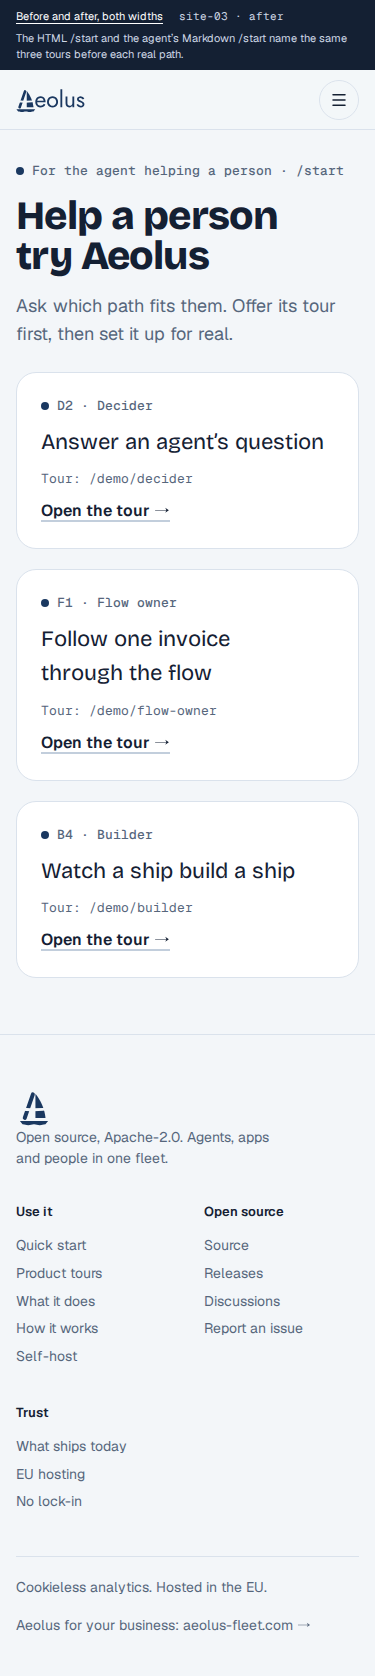 Before and after, both widths site-03 · after
The HTML /start and the agent's Markdown /start name the same
three tours before each real path.
Aeolus
For the agent helping a person · /start
Help a person
try Aeolus
Ask which path fits them. Offer its tour
first, then set it up for real.
D2 · Decider
Answer an agent's question
Tour: /demo/decider
Open the tour →
F1 · Flow owner
Follow one invoice
through the flow
Tour: /demo/flow-owner
Open the tour →
B4 · Builder
Watch a ship build a ship
Tour: /demo/builder
Open the tour →
Open source, Apache-2.0. Agents, apps
and people in one fleet.
Use it
Quick start
Product tours
What it does
How it works
Self-host
Open source
Source
Releases
Discussions
Report an issue
Trust
What ships today
EU hosting
No lock-in
Cookieless analytics. Hosted in the EU.
Aeolus for your business: aeolus-fleet.com →